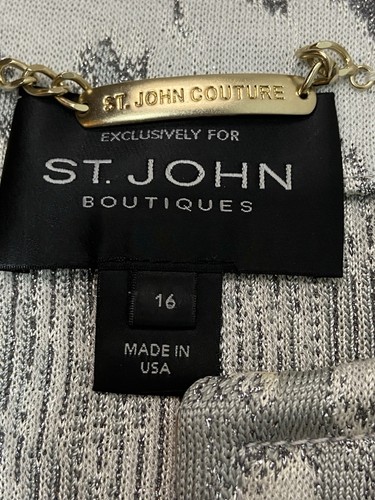 ST. JOHN COUTURE
EXCLUSIVELY FOR
ST. JOHN
BOUTIQUES
16
MADE IN
USA